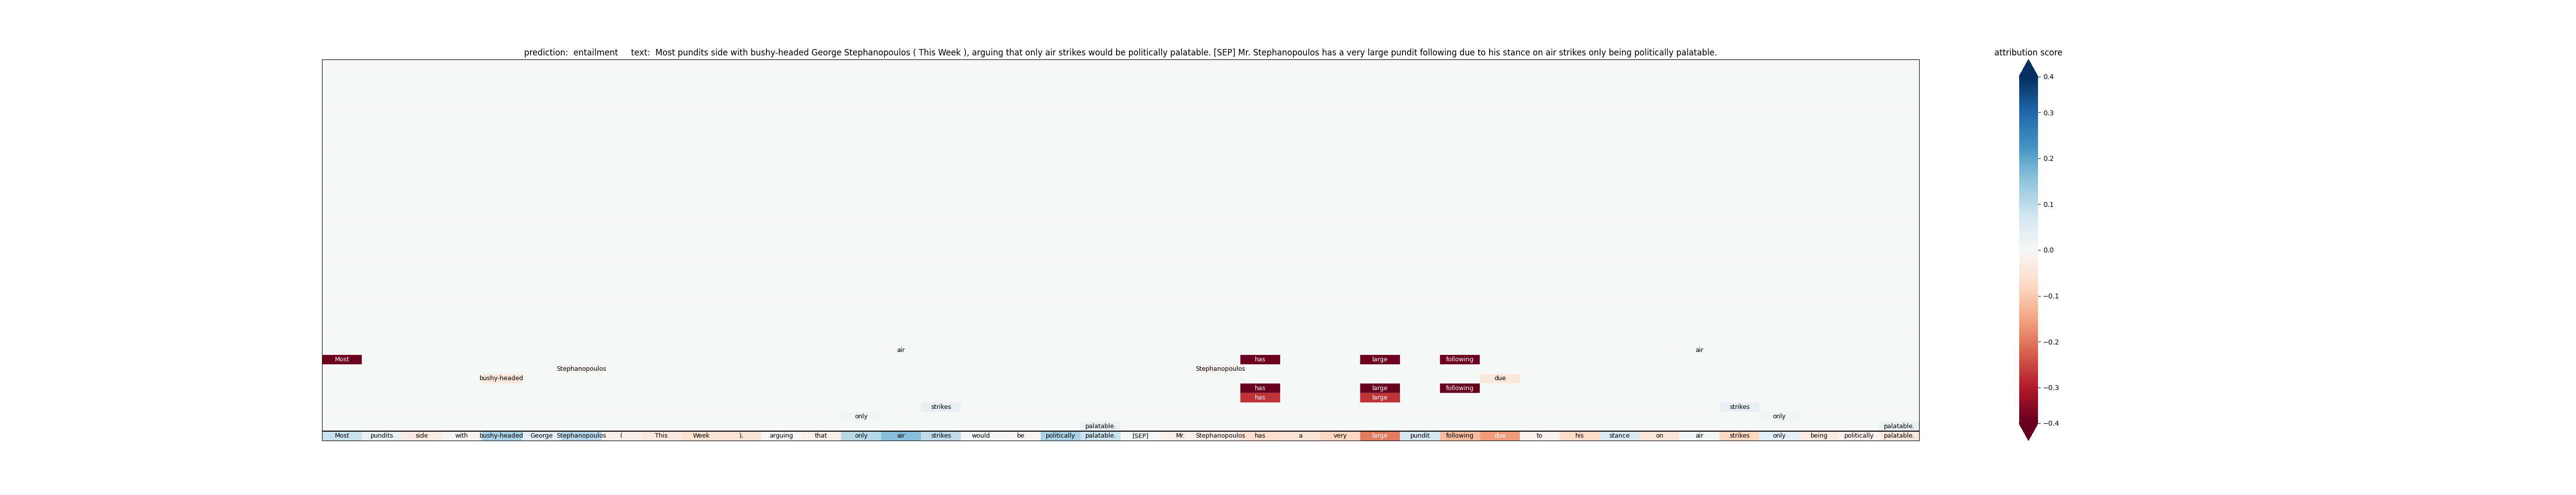 prediction: entailment text: Most pundits side with bushy-headed George Stephanopoulos ( This Week ), arguing that only air strikes would be politically palatable. [SEP] Mr. Stephanopoulos has a very large pundit following due to his stance on air strikes only being politically palatable.
attribution score
0.4
0.3
0.2
0.1
0.0
−0.1
−0.2
−0.3
−0.4
air air
Most has large following
Stephanopoulos Stephanopoulos
bushy-headed due
has large following
has large
strikes strikes
only only
palatable. palatable.
Most pundits side with bushy-headed George Stephanopoulos ( This Week ), arguing that only air strikes would be politically palatable. [SEP] Mr. Stephanopoulos has a very large pundit following due to his stance on air strikes only being politically palatable.